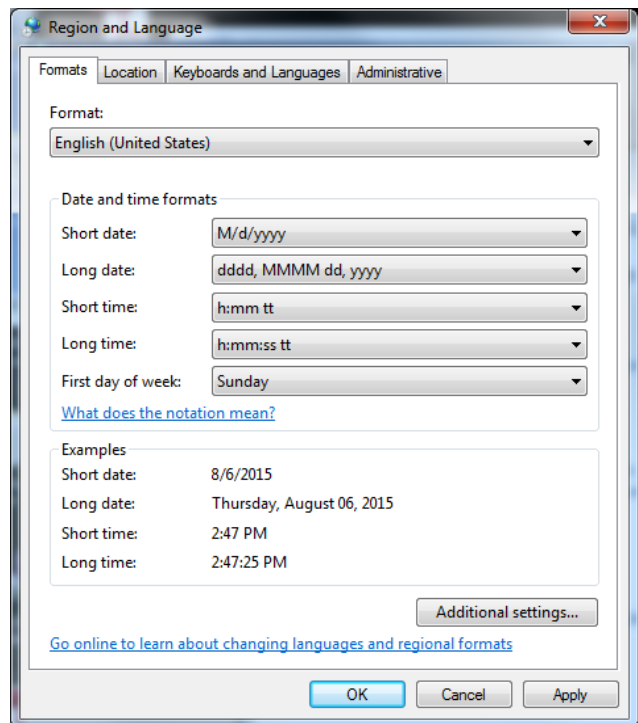 Region and Language
Formats Location Keyboards and Languages Administrative
Format:
English (United States)
Date and time formats
Short date: M/d/yyyy
Long date: dddd, MMMM dd, yyyy
Short time: h:mm tt
Long time: h:mm:ss tt
First day of week: Sunday
What does the notation mean?
Examples
Short date: 8/6/2015
Long date: Thursday, August 06, 2015
Short time: 2:47 PM
Long time: 2:47:25 PM
Additional settings...
Go online to learn about changing languages and regional formats
OK Cancel Apply